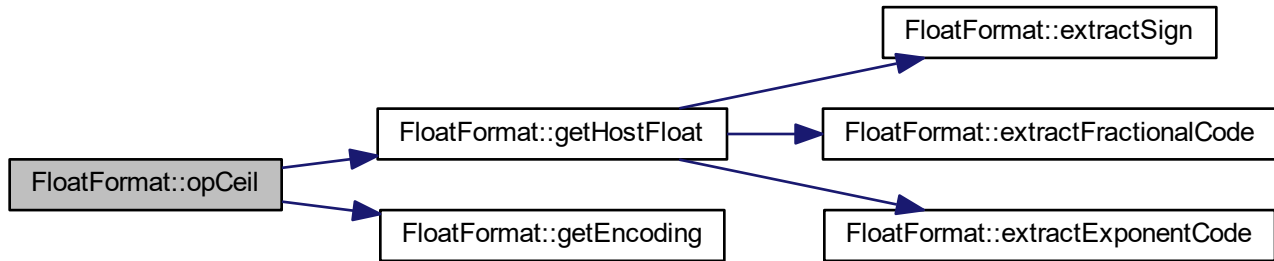 FloatFormat::extractSign
FloatFormat::getHostFloat
FloatFormat::extractFractionalCode
FloatFormat::opCeil
FloatFormat::getEncoding
FloatFormat::extractExponentCode